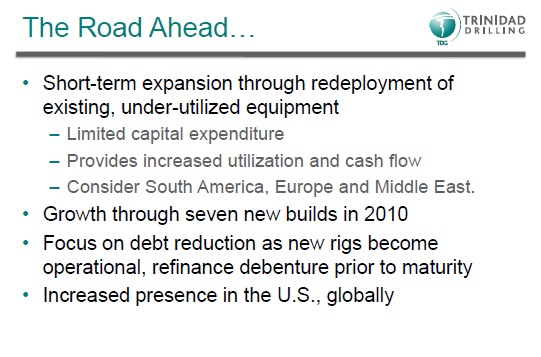 The Road Ahead…
TRINIDAD
DRILLING
TDG
• Short-term expansion through redeployment of
existing, under-utilized equipment
– Limited capital expenditure
– Provides increased utilization and cash flow
– Consider South America, Europe and Middle East.
• Growth through seven new builds in 2010
• Focus on debt reduction as new rigs become
operational, refinance debenture prior to maturity
• Increased presence in the U.S., globally